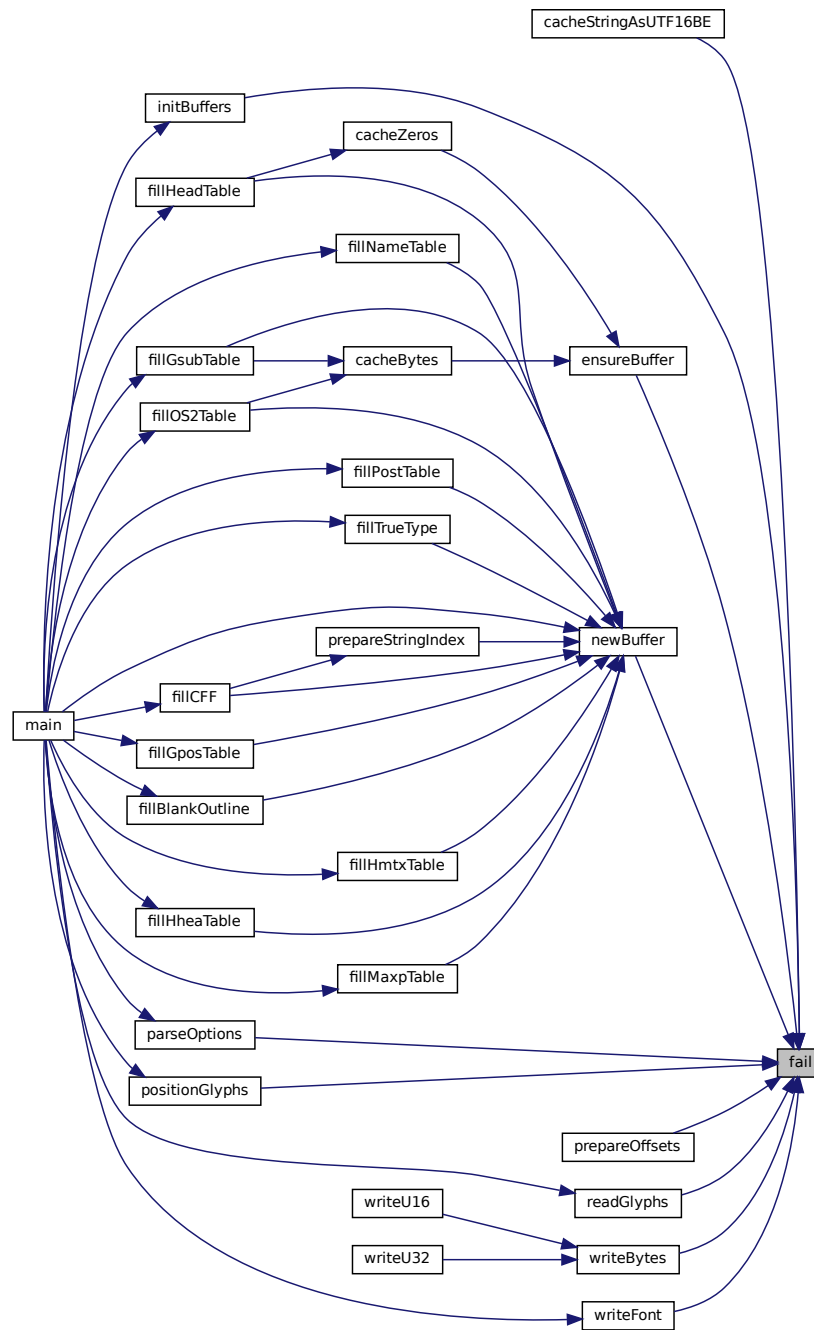 cacheStringAsUTF16BE
initBuffers
cacheZeros
fillHeadTable
fillNameTable
fillGsubTable
cacheBytes
ensureBuffer
fillOS2Table
fillPostTable
fillTrueType
prepareStringIndex
newBuffer
fillCFF
main
fillGposTable
fillBlankOutline
fillHmtxTable
fillHheaTable
fillMaxpTable
parseOptions
fail
positionGlyphs
prepareOffsets
writeU16
readGlyphs
writeU32
writeBytes
writeFont